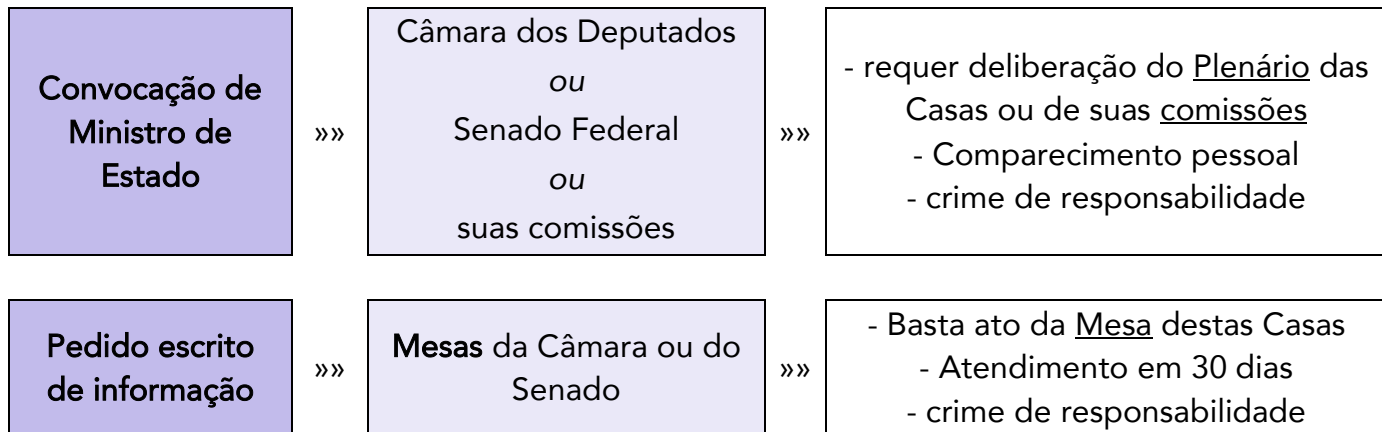 Convocação de
Ministro de
Estado
»»
Câmara dos Deputados
ou
Senado Federal
ou
suas comissões
»»
- requer deliberação do Plenário das
Casas ou de suas comissões
- Comparecimento pessoal
- crime de responsabilidade
Pedido escrito
de informação
»»
Mesas da Câmara ou do
Senado
»»
- Basta ato da Mesa destas Casas
- Atendimento em 30 dias
- crime de responsabilidade